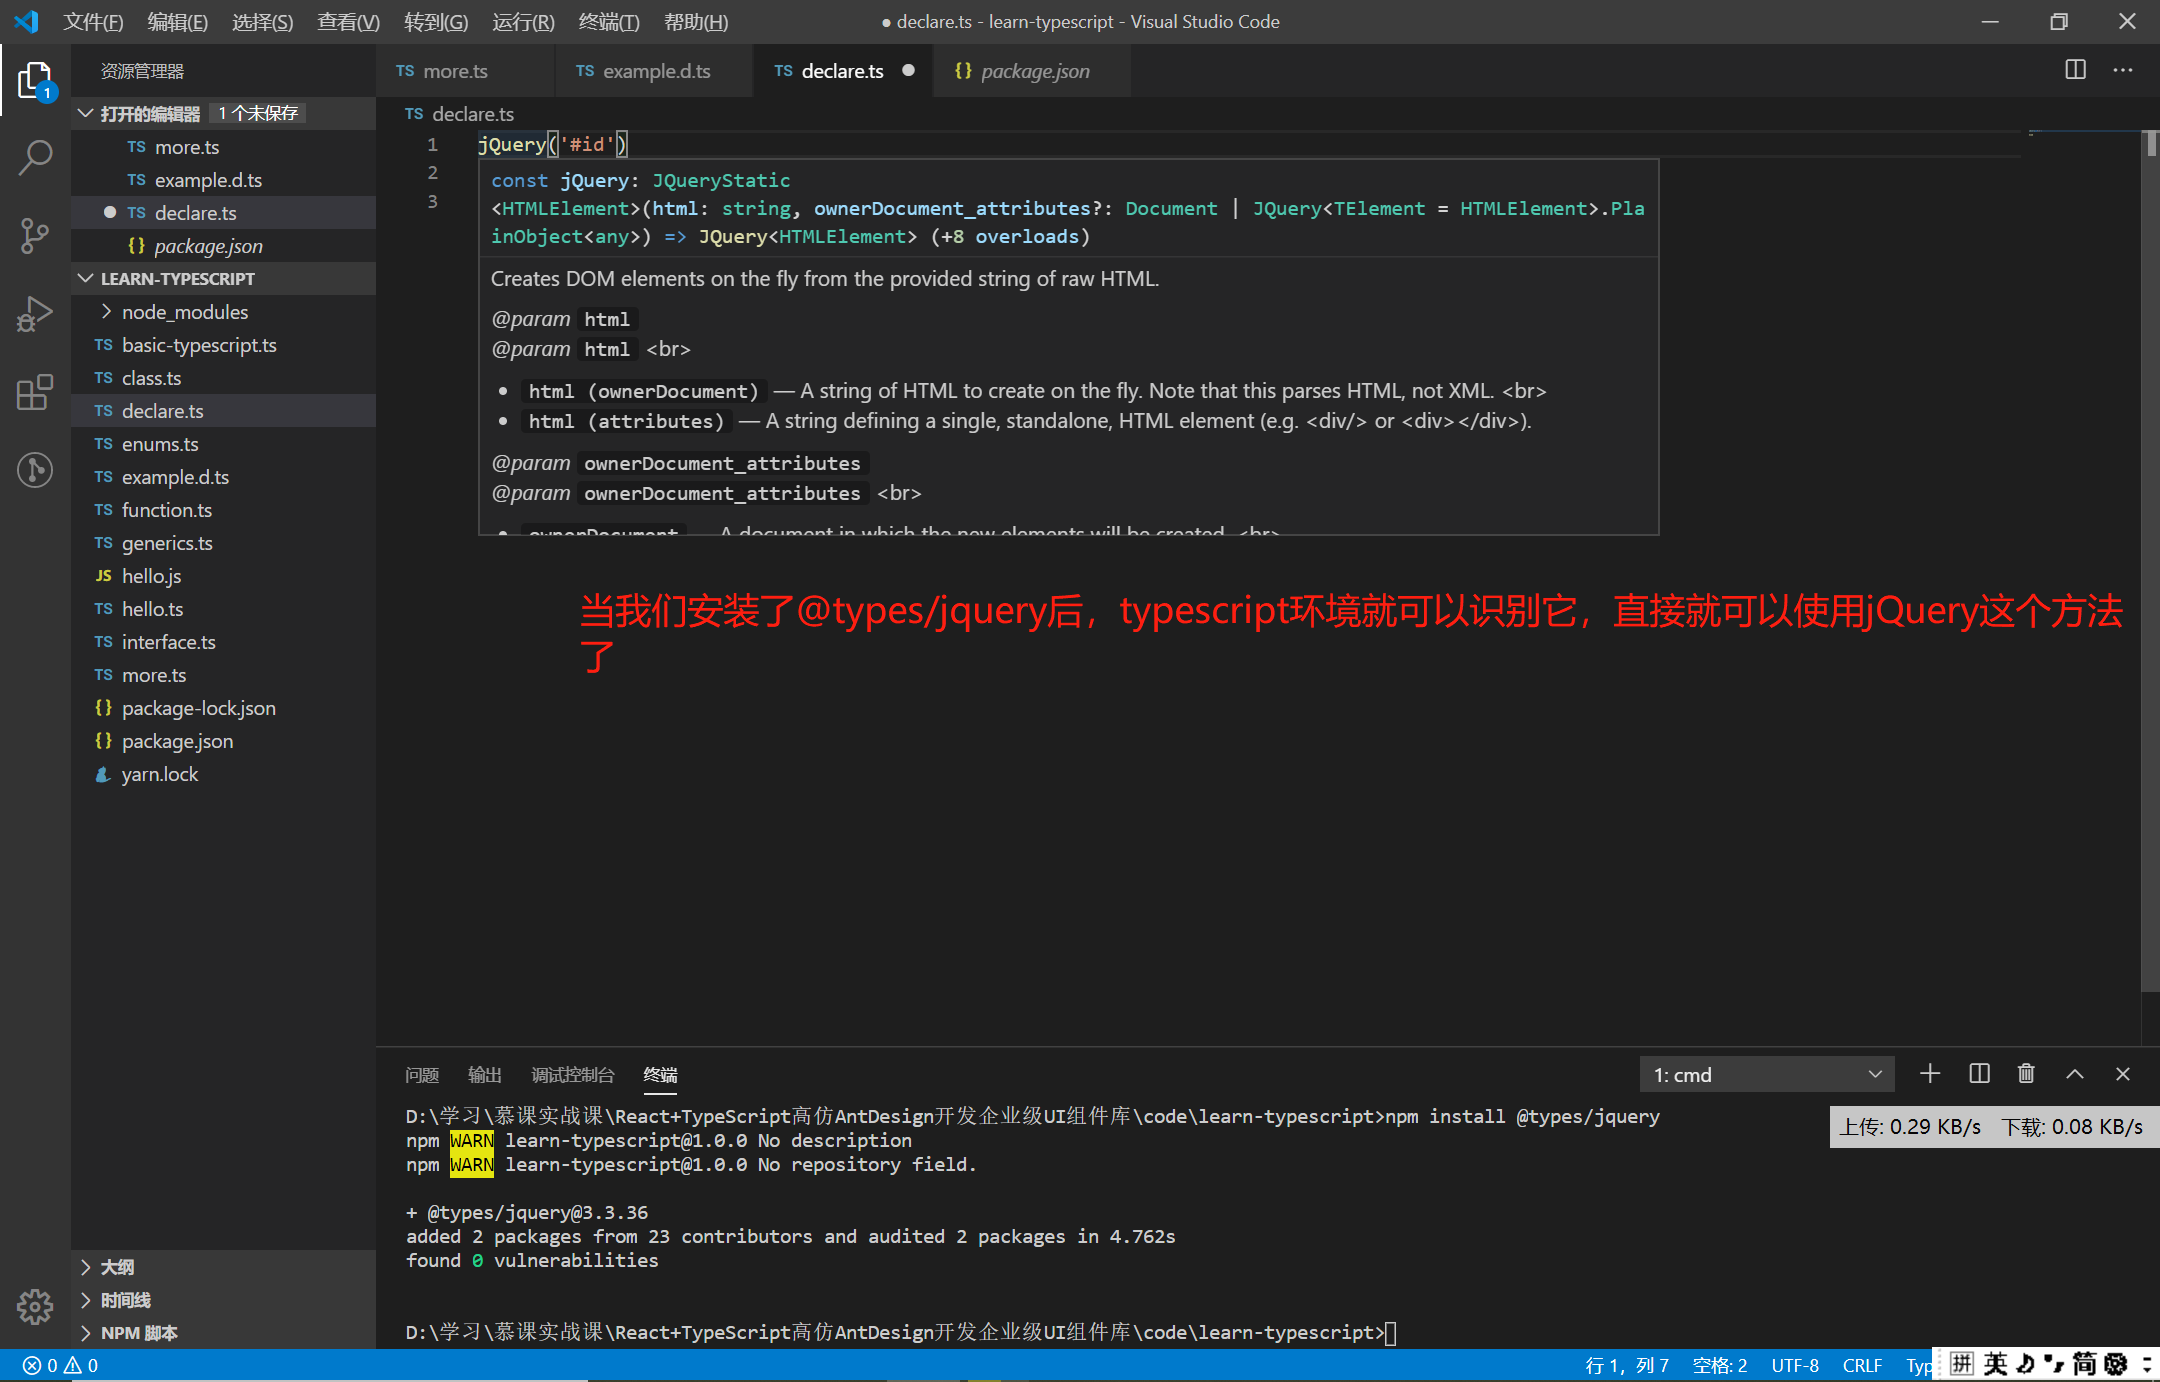 文件(F) 编辑(E) 选择(S) 查看(V) 转到(G) 运行(R) 终端(T) 帮助(H) ● declare.ts - learn-typescript - Visual Studio Code
资源管理器
TS more.ts TS example.d.ts TS declare.ts ● {} package.json
1
打开的编辑器 1 个未保存
TS more.ts
TS example.d.ts
● TS declare.ts
{} package.json
LEARN-TYPESCRIPT
node_modules
TS basic-typescript.ts
TS class.ts
TS declare.ts
TS enums.ts
TS example.d.ts
TS function.ts
TS generics.ts
JS hello.js
TS hello.ts
TS interface.ts
TS more.ts
{} package-lock.json
{} package.json
yarn.lock
大纲
时间线
NPM 脚本
TS declare.ts
1 jQuery('#id')
2
3
const jQuery: JQueryStatic
<HTMLElement>(html: string, ownerDocument_attributes?: Document | JQuery<TElement = HTMLElement>.Pla
inObject<any>) => JQuery<HTMLElement> (+8 overloads)
Creates DOM elements on the fly from the provided string of raw HTML.
@param html
@param html <br>
• html (ownerDocument) — A string of HTML to create on the fly. Note that this parses HTML, not XML. <br>
• html (attributes) — A string defining a single, standalone, HTML element (e.g. <div/> or <div></div>).
@param ownerDocument_attributes
@param ownerDocument_attributes <br>
• ownerDocument — A document in which the new elements will be created. <br>
当我们安装了@types/jquery后，typescript环境就可以识别它，直接就可以使用jQuery这个方法
了
问题 输出 调试控制台 终端 1: cmd
D:\学习\慕课实战课\React+TypeScript高仿AntDesign开发企业级UI组件库\code\learn-typescript>npm install @types/jquery
npm WARN learn-typescript@1.0.0 No description
npm WARN learn-typescript@1.0.0 No repository field.
上传: 0.29 KB/s 下载: 0.08 KB/s
+ @types/jquery@3.3.36
added 2 packages from 23 contributors and audited 2 packages in 4.762s
found 0 vulnerabilities
D:\学习\慕课实战课\React+TypeScript高仿AntDesign开发企业级UI组件库\code\learn-typescript>
0 0 行 1，列 7 空格: 2 UTF-8 CRLF Typ 拼 英 简